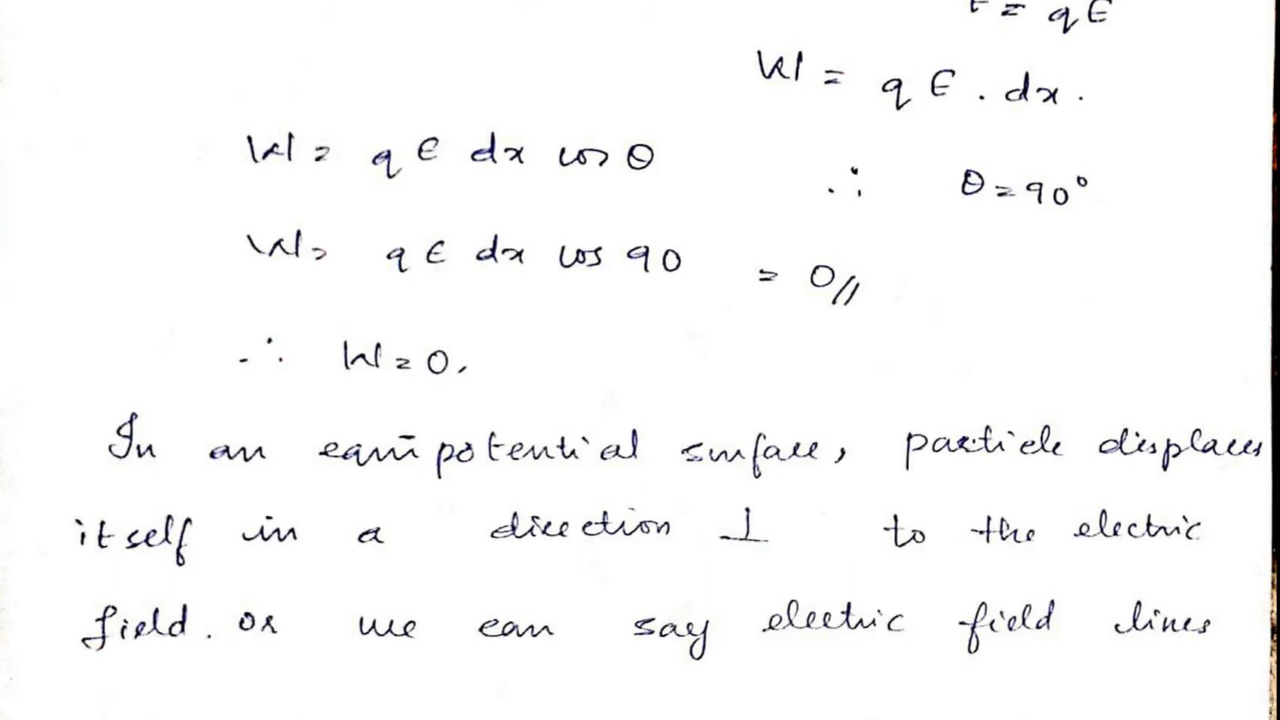 F = qE
W = qE . dx.
W = qE dx cos θ
∴ θ = 90°
W = qE dx cos 90 = 0//
∴ W = 0.
In an equipotential surface, particle displaces
itself in a direction ⊥ to the electric
field. or we can say electric field lines